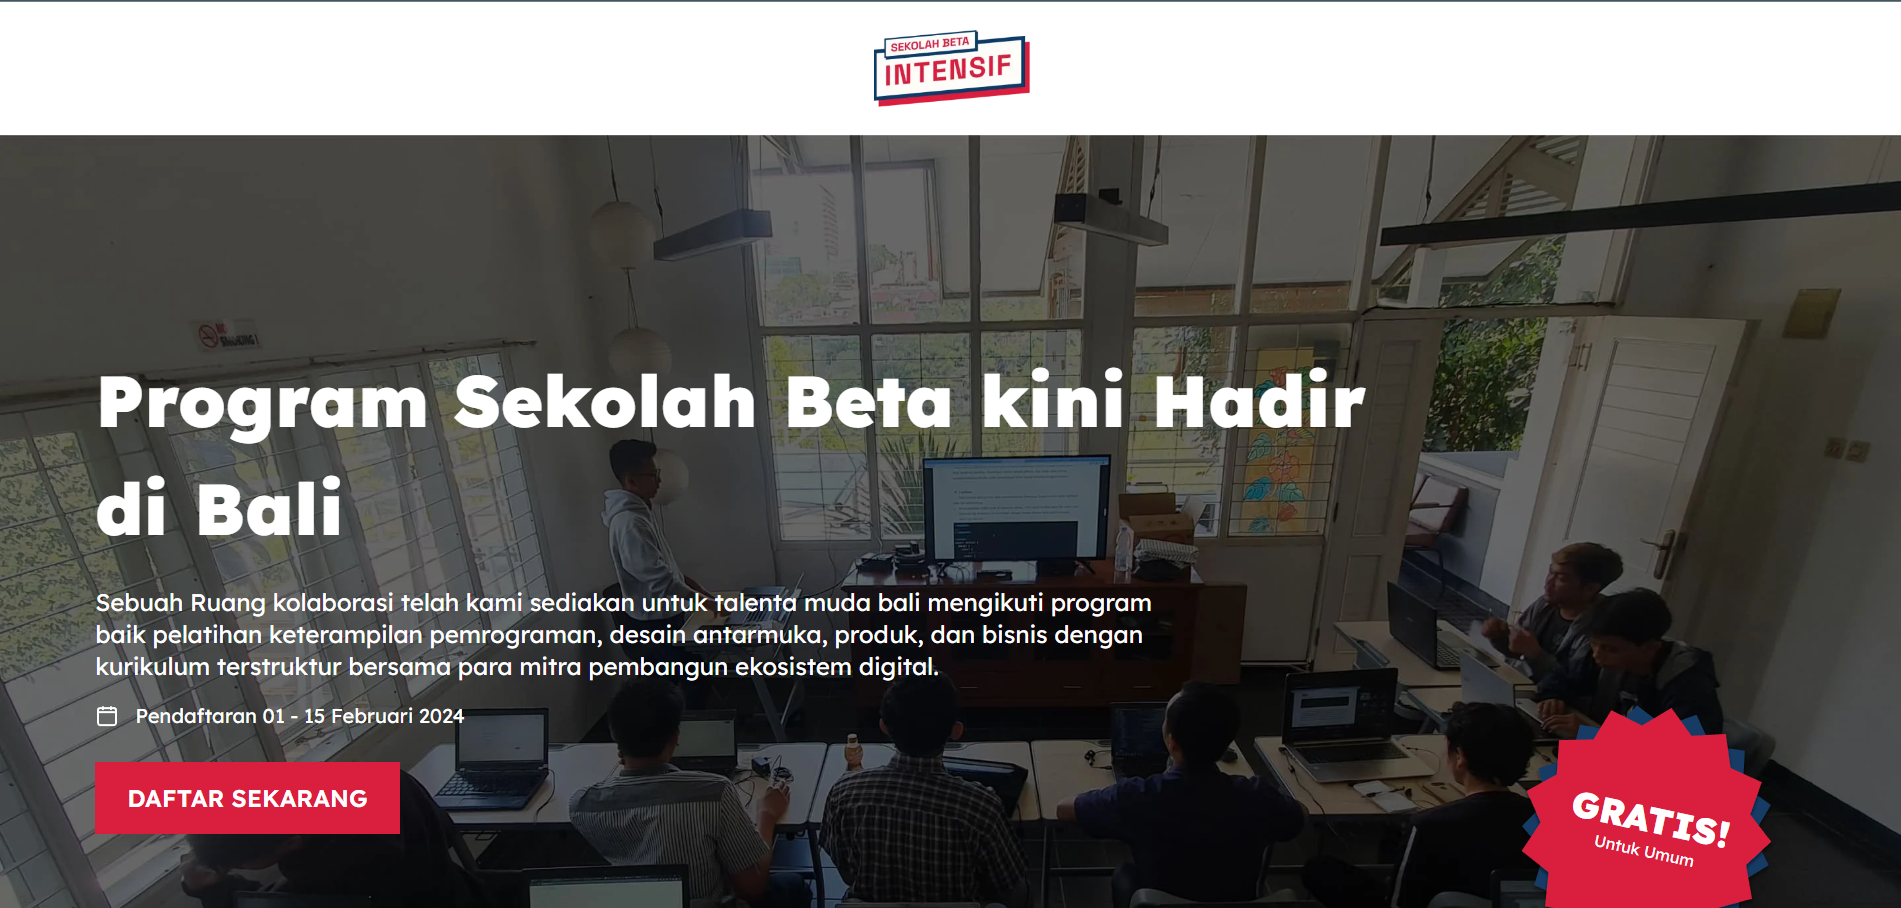 SEKOLAH BETA
INTENSIF
Program Sekolah Beta kini Hadir
di Bali
Sebuah Ruang kolaborasi telah kami sediakan untuk talenta muda bali mengikuti program
baik pelatihan keterampilan pemrograman, desain antarmuka, produk, dan bisnis dengan
kurikulum terstruktur bersama para mitra pembangun ekosistem digital.
Pendaftaran 01 - 15 Februari 2024
DAFTAR SEKARANG
GRATIS!
Untuk Umum